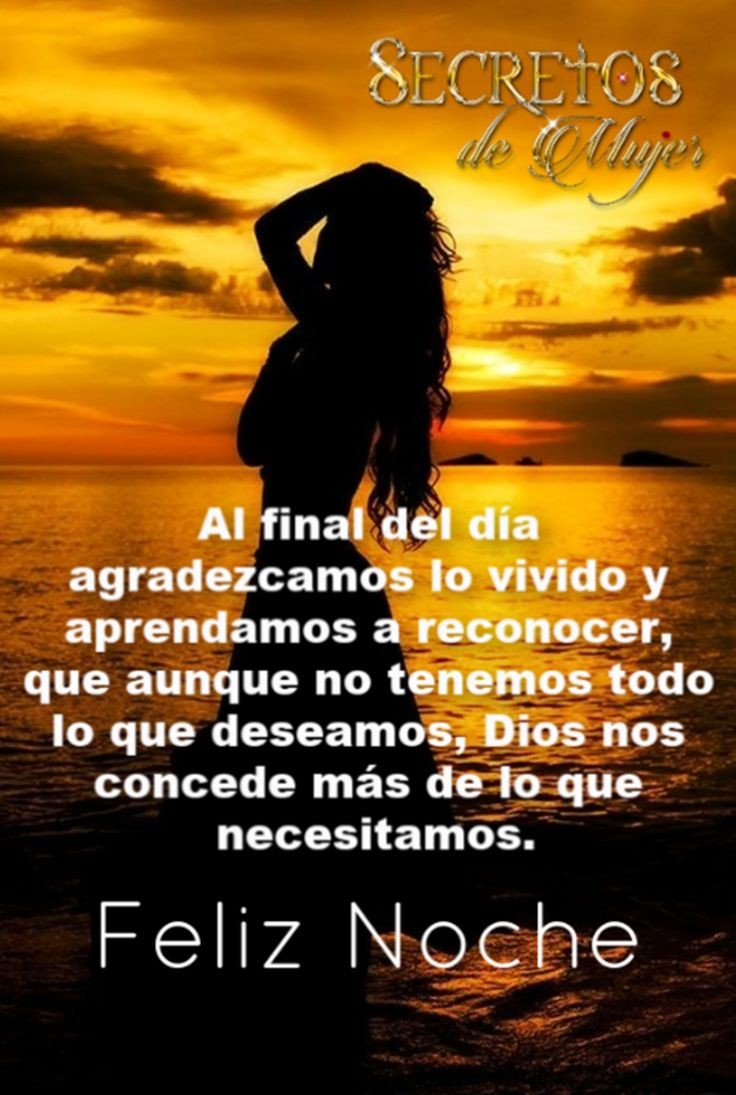 SECRETOS
de Mujer
Al final del día
agradezcamos lo vivido y
aprendamos a reconocer,
que aunque no tenemos todo
lo que deseamos, Dios nos
concede más de lo que
necesitamos.
Feliz Noche